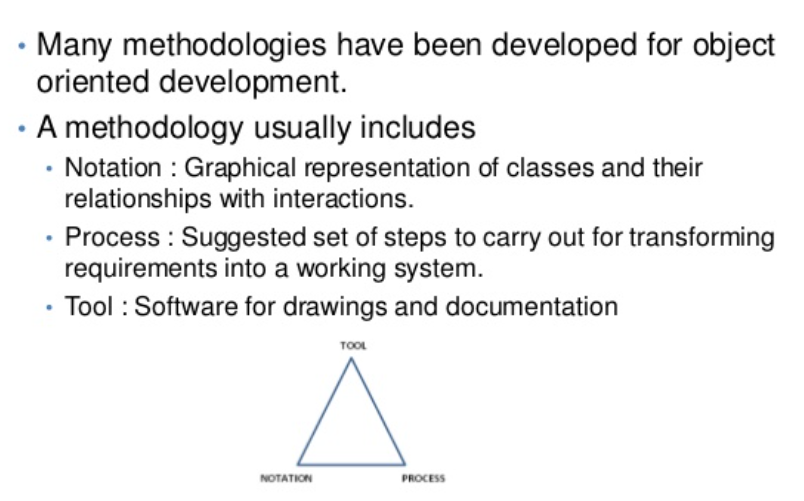 • Many methodologies have been developed for object
oriented development.
• A methodology usually includes
• Notation : Graphical representation of classes and their
relationships with interactions.
• Process : Suggested set of steps to carry out for transforming
requirements into a working system.
• Tool : Software for drawings and documentation
TOOL
NOTATION PROCESS